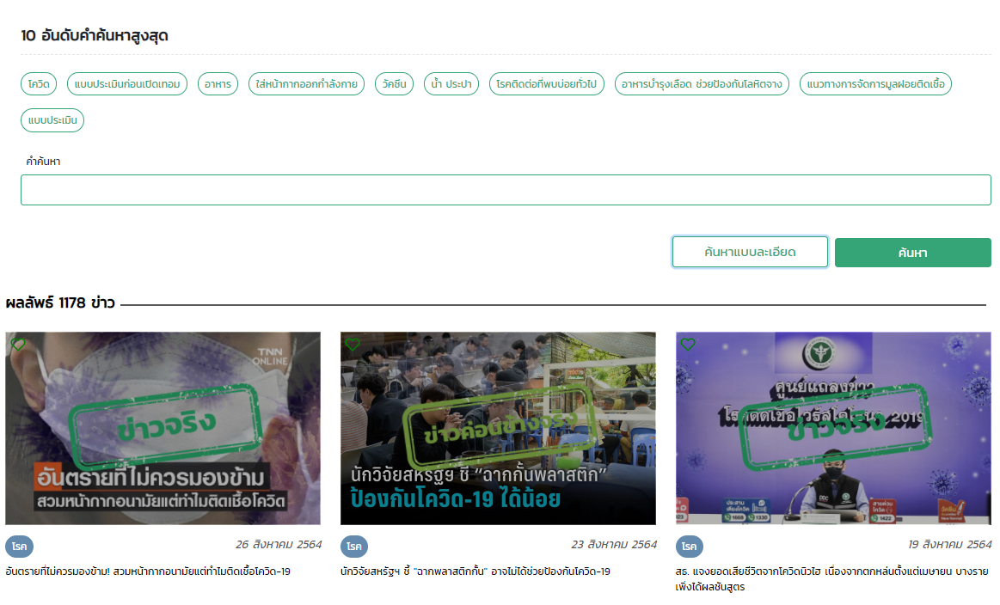 10 อันดับคำค้นหาสูงสุด
โควิด แบบประเมินก่อนเปิดเทอม อาหาร ใส่หน้ากากออกกำลังกาย วัคซีน น้ำ ประปา โรคติดต่อที่พบบ่อยทั่วไป อาหารบำรุงเลือด ช่วยป้องกันโลหิตจาง แนวทางการจัดการมูลฝอยติดเชื้อ
แบบประเมิน
คำค้นหา
ค้นหาแบบละเอียด ค้นหา
ผลลัพธ์ 1178 ข่าว
TNN
ONLINE
ข่าวจริง
อันตรายที่ไม่ควรมองข้าม
สวมหน้ากากอนามัยแต่ทำไมติดเชื้อโควิด
ข่าวค่อนข้างจริง
นักวิจัยสหรัฐฯ ชี้ “ฉากกั้นพลาสติก”
ป้องกันโควิด-19 ได้น้อย
ศูนย์แถลงข่าว
โรคติดเชื้อไวรัสโคโรนา 2019
ข่าวจริง
1668 1330
1422
โรค 26 สิงหาคม 2564
อันตรายที่ไม่ควรมองข้าม! สวมหน้ากากอนามัยแต่ทำไมติดเชื้อโควิด-19
โรค 23 สิงหาคม 2564
นักวิจัยสหรัฐฯ ชี้ "ฉากพลาสติกกั้น" อาจไม่ได้ช่วยป้องกันโควิด-19
โรค 19 สิงหาคม 2564
สธ. แจงยอดเสียชีวิตจากโควิดนิวไฮ เนื่องจากตกหล่นตั้งแต่เมษายน บางราย
เพิ่งได้ผลชันสูตร